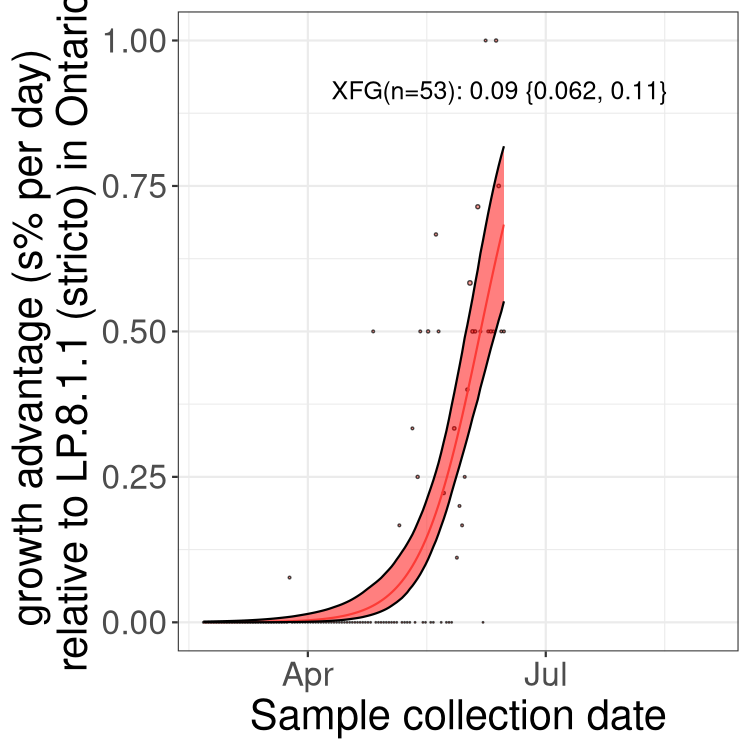 growth advantage (s% per day)
relative to LP.8.1.1 (stricto) in Ontario
1.00
0.75
0.50
0.25
0.00
XFG(n=53): 0.09 {0.062, 0.11}
Apr
Jul
Sample collection date